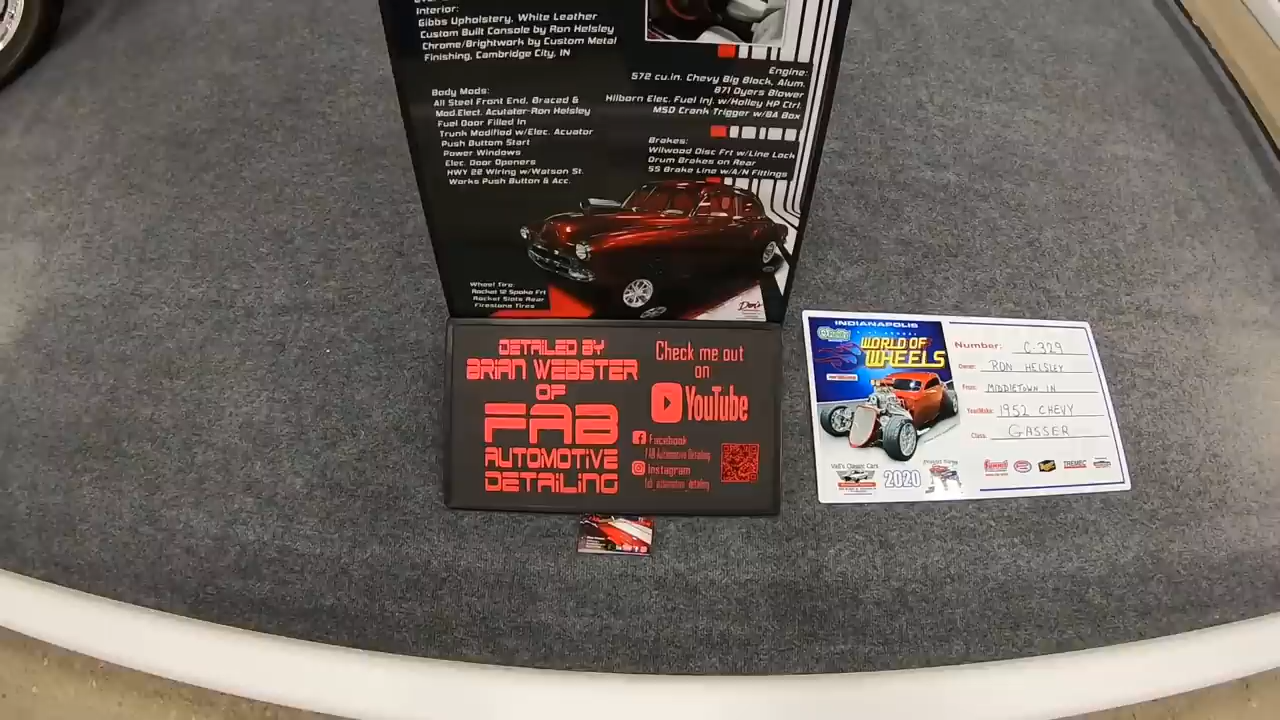 Interior:
Gibbs Upholstery, White Leather
Custom Built Console by Ron Helsley
Chrome/Brightwork by Custom Metal
Finishing, Cambridge City, IN
Body Mods:
All Steel Front End, Braced &
Mod.Elect. Acutater-Ron Helsley
Fuel Door Filled In
Trunk Modified w/Elec. Acuator
Push Buttom Start
Power Windows
Elec. Door Openers
HWY 22 Wiring w/Watson St.
Works Push Button & Acc.
Engine:
572 cu.in. Chevy Big Block, Alum.
871 Dyers Blower
Hilborn Elec. Fuel Inj. w/Holley HP Ctrl.
MSD Crank Trigger w/8A Box
Brakes:
Wilwood Disc Frt w/Line Lock
Drum Brakes on Rear
SS Brake Line w/A/N Fittings
Wheel Tire:
Rocket 12 Spoke Frt
Rocket Slots Rear
Firestone Tires
DETAILED BY
BRIAN WEBSTER
OF
FAB
AUTOMOTIVE
DETAILING
Check me out
on
YouTube
Facebook
FAB Automotive Detailing
Instagram
fab_automotive_detailing
INDIANAPOLIS
WORLD OF
WHEELS
2020
Number: C-329
Owner: RON HELSLEY
From: MIDDLETOWN IN
Year/Make: 1952 CHEVY
Class: GASSER
Summit
TREMEC